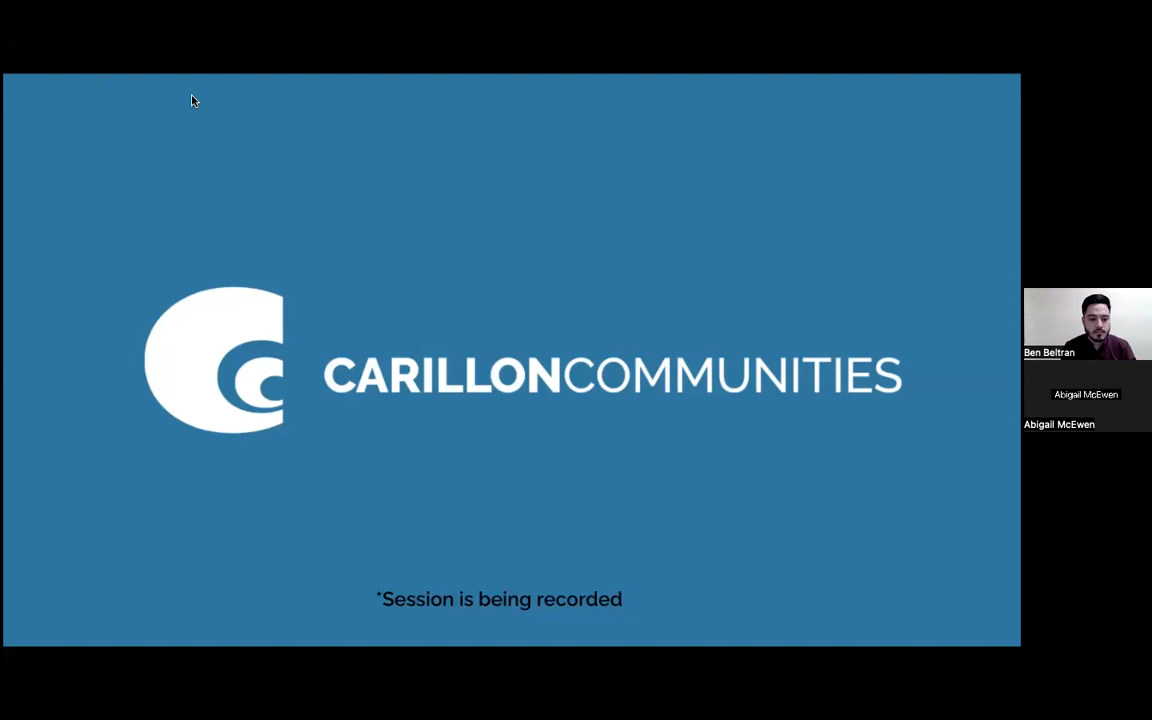 CARILLONCOMMUNITIES
*Session is being recorded
Ben Beltran
Abigail McEwen
Abigail McEwen